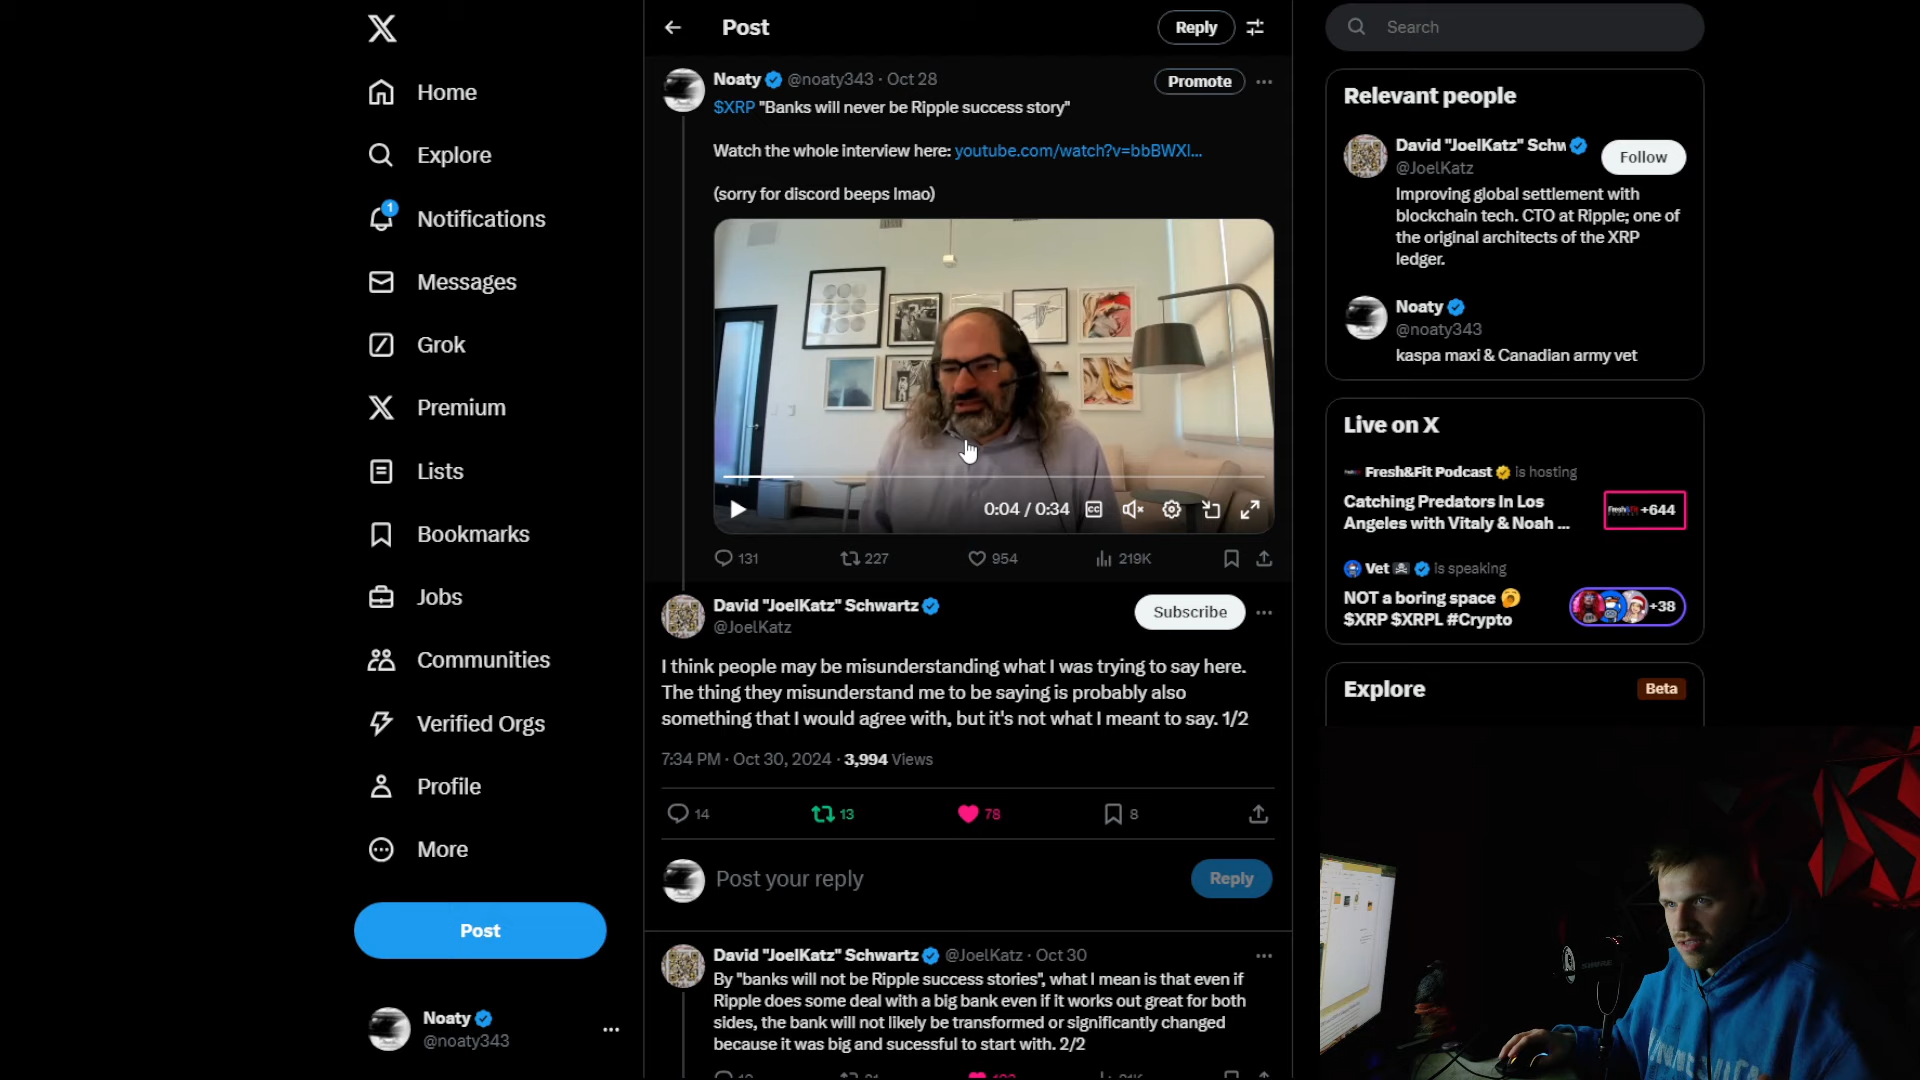 Home
Explore
1
Notifications
Messages
Grok
Premium
Lists
Bookmarks
Jobs
Communities
Verified Orgs
Profile
More
Post
Noaty
@noaty343
Post
Reply
Noaty @noaty343 · Oct 28
Promote
$XRP "Banks will never be Ripple success story"
Watch the whole interview here: youtube.com/watch?v=bbBWXl...
(sorry for discord beeps lmao)
0:04 / 0:34
CC
131
227
954
219K
David "JoelKatz" Schwartz
@JoelKatz
Subscribe
I think people may be misunderstanding what I was trying to say here.
The thing they misunderstand me to be saying is probably also
something that I would agree with, but it's not what I meant to say. 1/2
7:34 PM · Oct 30, 2024 · 3,994 Views
14
13
78
8
Post your reply
Reply
David "JoelKatz" Schwartz @JoelKatz · Oct 30
By "banks will not be Ripple success stories", what I mean is that even if
Ripple does some deal with a big bank even if it works out great for both
sides, the bank will not likely be transformed or significantly changed
because it was big and sucessful to start with. 2/2
Search
Relevant people
David "JoelKatz" Schw
@JoelKatz
Follow
Improving global settlement with
blockchain tech. CTO at Ripple; one of
the original architects of the XRP
ledger.
Noaty
@noaty343
kaspa maxi & Canadian army vet
Live on X
Fresh&Fit Podcast is hosting
Catching Predators In Los
Angeles with Vitaly & Noah ...
+644
Vet is speaking
NOT a boring space
$XRP $XRPL #Crypto
+38
Explore
Beta